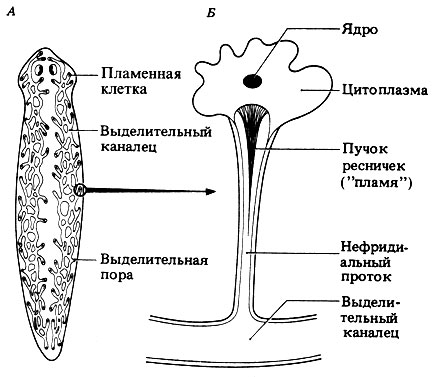 А
Пламенная
клетка
Выделительный
каналец
Выделительная
пора
Б
Ядро
Цитоплазма
Пучок
ресничек
("пламя")
Нефриди-
альный
проток
Выдели-
тельный
каналец